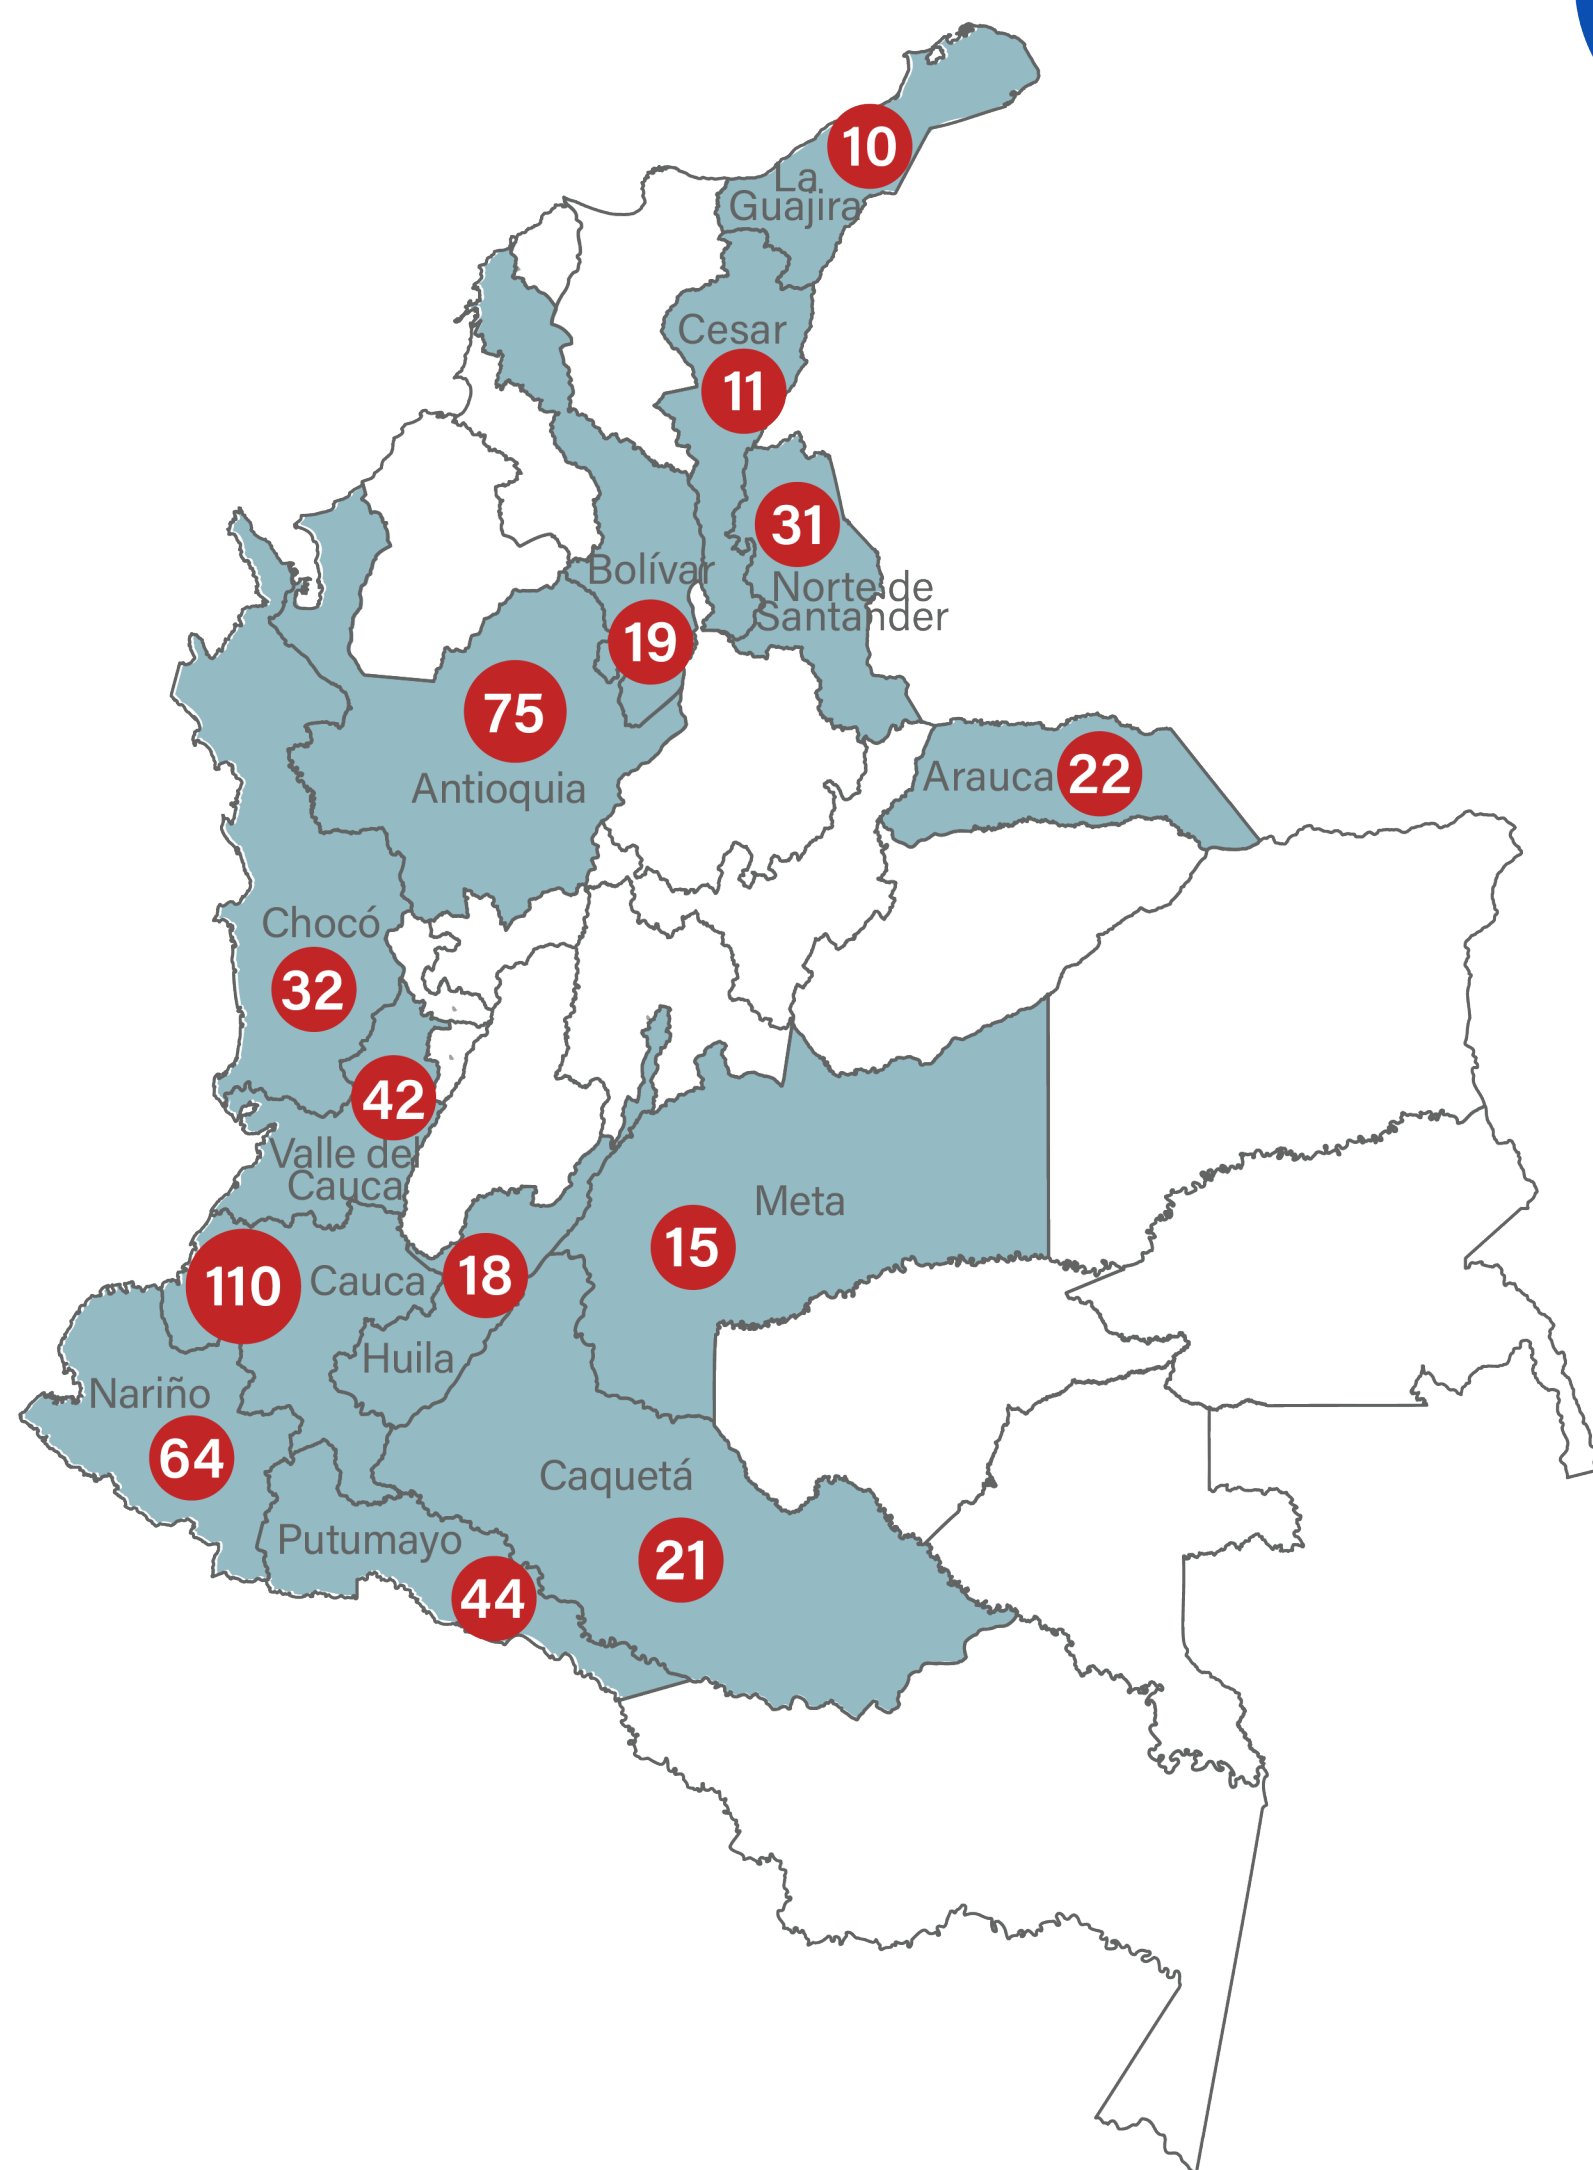 10
La
Guajira
Cesar
11
31
Norte de
Santander
Bolívar
19
75
Antioquia
Arauca
22
Chocó
32
42
Valle del
Cauca
Meta
15
110
Cauca
18
Huila
Nariño
64
Caquetá
21
Putumayo
44